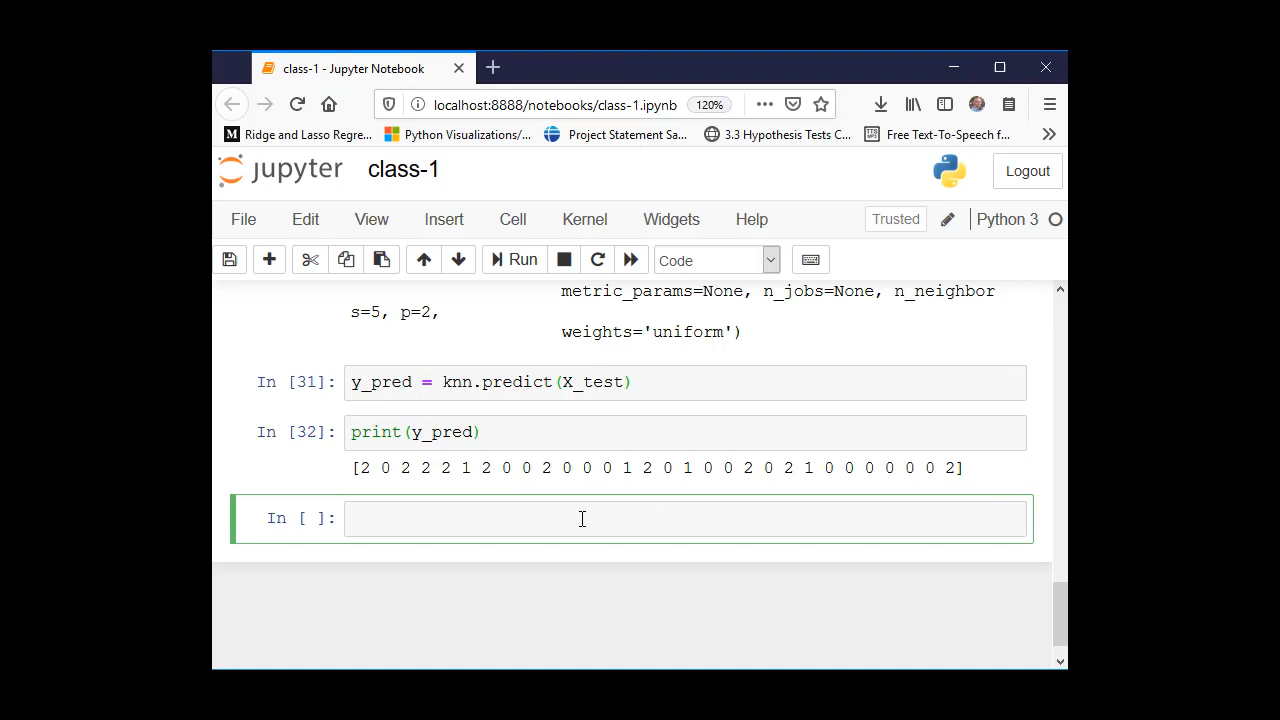 class-1 - Jupyter Notebook
localhost:8888/notebooks/class-1.ipynb 120%
M Ridge and Lasso Regre... Python Visualizations/... Project Statement Sa... 3.3 Hypothesis Tests C... TTS MP3 Free Text-To-Speech f...
jupyter class-1 Logout
File Edit View Insert Cell Kernel Widgets Help Trusted Python 3
Run Code
metric_params=None, n_jobs=None, n_neighbor
s=5, p=2,
weights='uniform')
In [31]: y_pred = knn.predict(X_test)
In [32]: print(y_pred)
[2 0 2 2 2 1 2 0 0 2 0 0 0 1 2 0 1 0 0 2 0 2 1 0 0 0 0 0 0 2]
In [ ]: